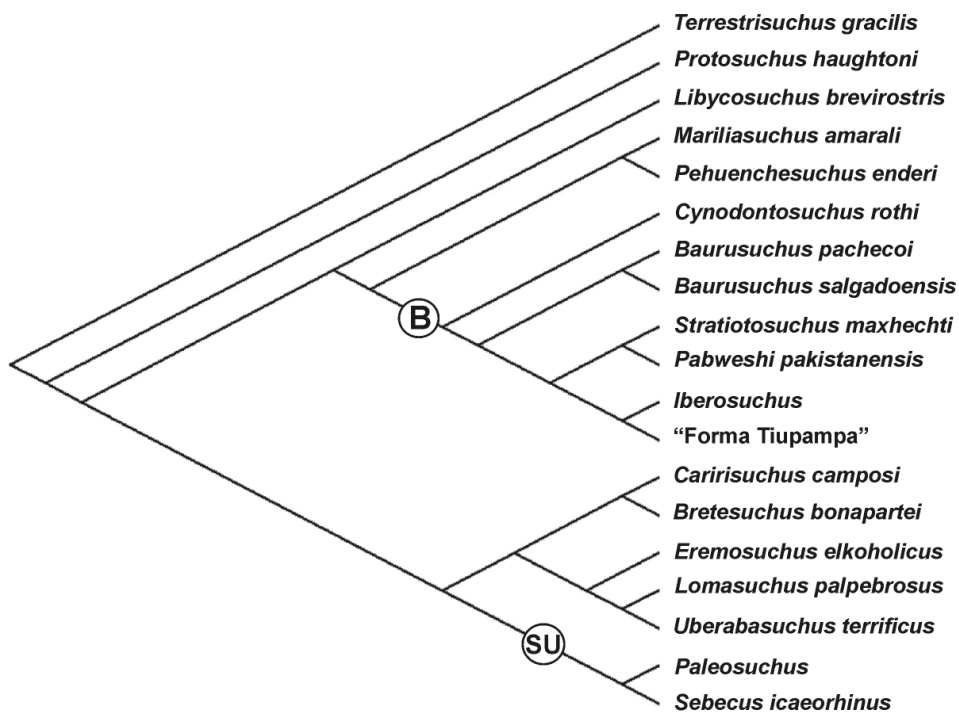 Terrestrisuchus gracilis
Protosuchus haughtoni
Libycosuchus brevirostris
Mariliasuchus amarali
Pehuenchesuchus enderi
Cynodontosuchus rothi
Baurusuchus pachecoi
Baurusuchus salgadoensis
B
Stratiotosuchus maxhechti
Pabweshi pakistanensis
Iberosuchus
“Forma Tiupampa”
Caririsuchus camposi
Bretesuchus bonapartei
Eremosuchus elkoholicus
Lomasuchus palpebrosus
Uberabasuchus terrificus
SU
Paleosuchus
Sebecus icaeorhinus